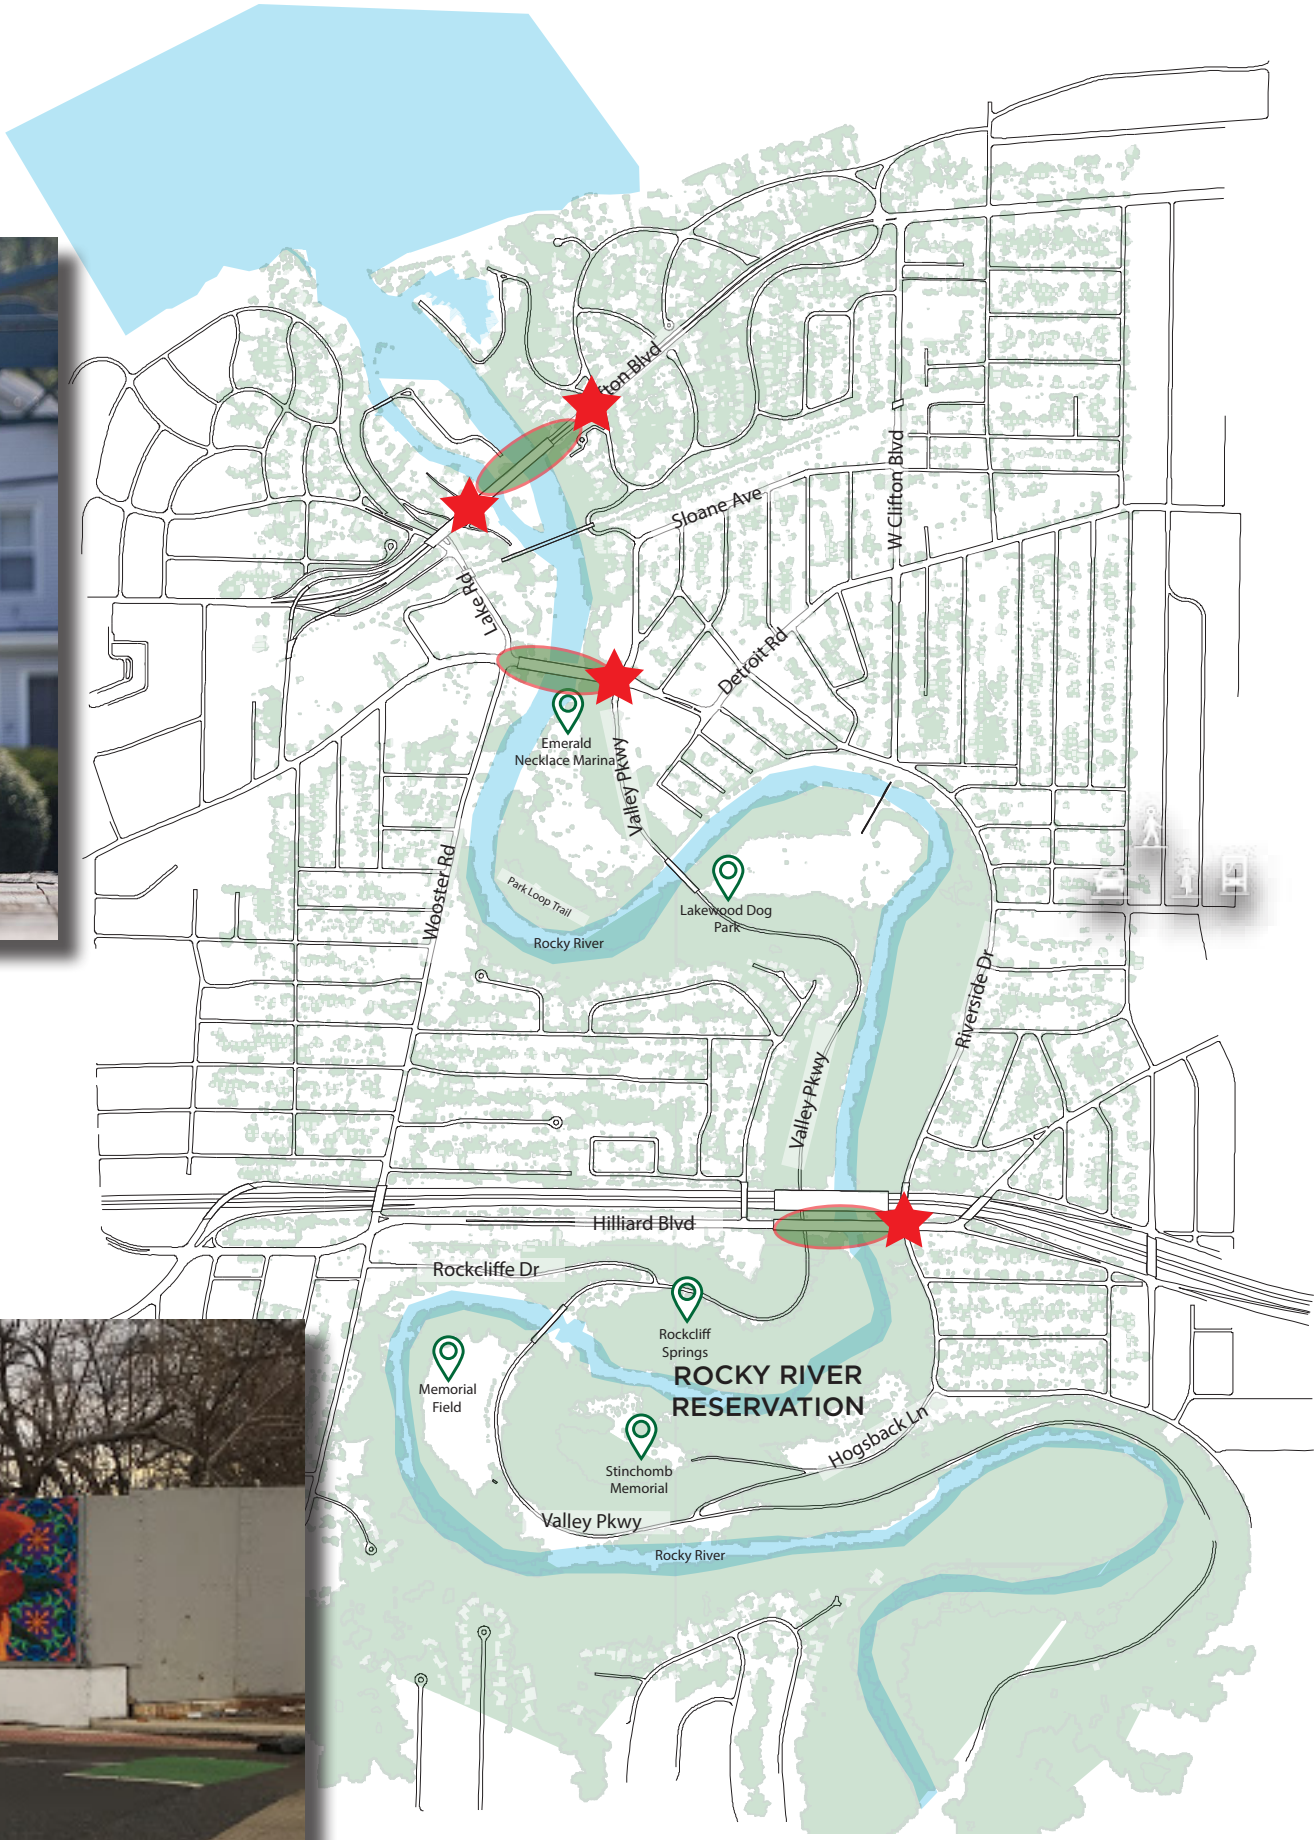 fton Blvd
W Clifton Blvd
Sloane Ave
Lake Rd
Detroit Rd
Emerald
Necklace Marina
Valley Pkwy
Wooster Rd
Park Loop Trail
Lakewood Dog
Park
Rocky River
Riverside Dr
Valley Pkwy
Hilliard Blvd
Rockcliffe Dr
Rockcliff
Springs
ROCKY RIVER
RESERVATION
Memorial
Field
Hogsback Ln
Stinchomb
Memorial
Valley Pkwy
Rocky River